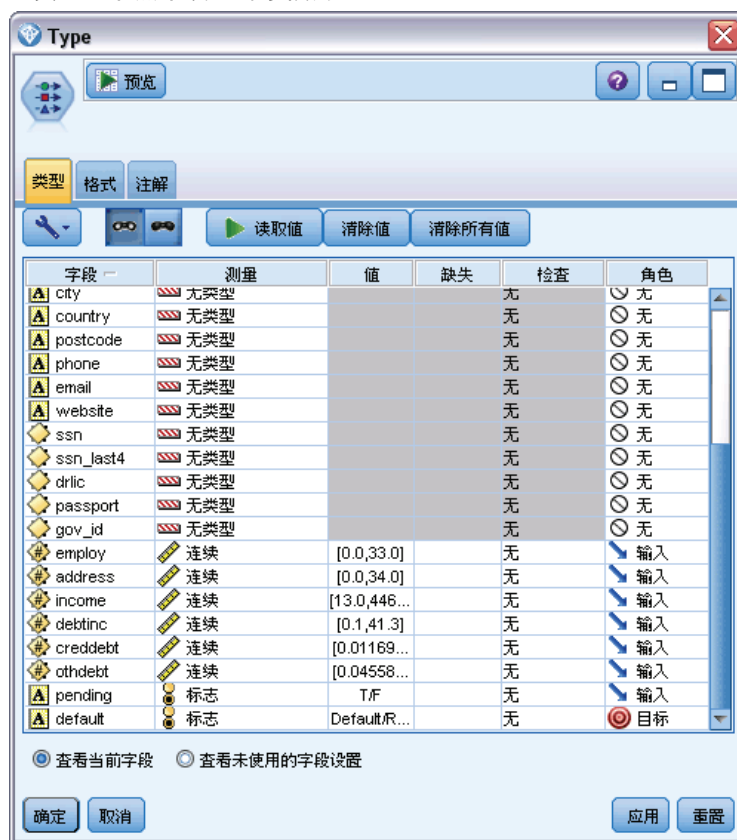 Type
预览
类型 格式 注解
读取值 清除值 清除所有值
字段 测量 值 缺失 检查 角色
city 无类型 无 无
country 无类型 无 无
postcode 无类型 无 无
phone 无类型 无 无
email 无类型 无 无
website 无类型 无 无
ssn 无类型 无 无
ssn_last4 无类型 无 无
drlic 无类型 无 无
passport 无类型 无 无
gov_id 无类型 无 无
employ 连续 [0.0,33.0] 无 输入
address 连续 [0.0,34.0] 无 输入
income 连续 [13.0,446... 无 输入
debtinc 连续 [0.1,41.3] 无 输入
creddebt 连续 [0.01169... 无 输入
othdebt 连续 [0.04558... 无 输入
pending 标志 T/F 无 输入
default 标志 Default/R... 无 目标
查看当前字段 查看未使用的字段设置
确定 取消 应用 重置